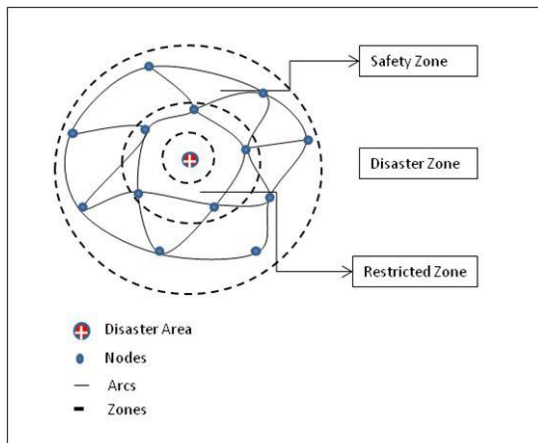 Safety Zone
Disaster Zone
Restricted Zone
Disaster Area
Nodes
Arcs
Zones